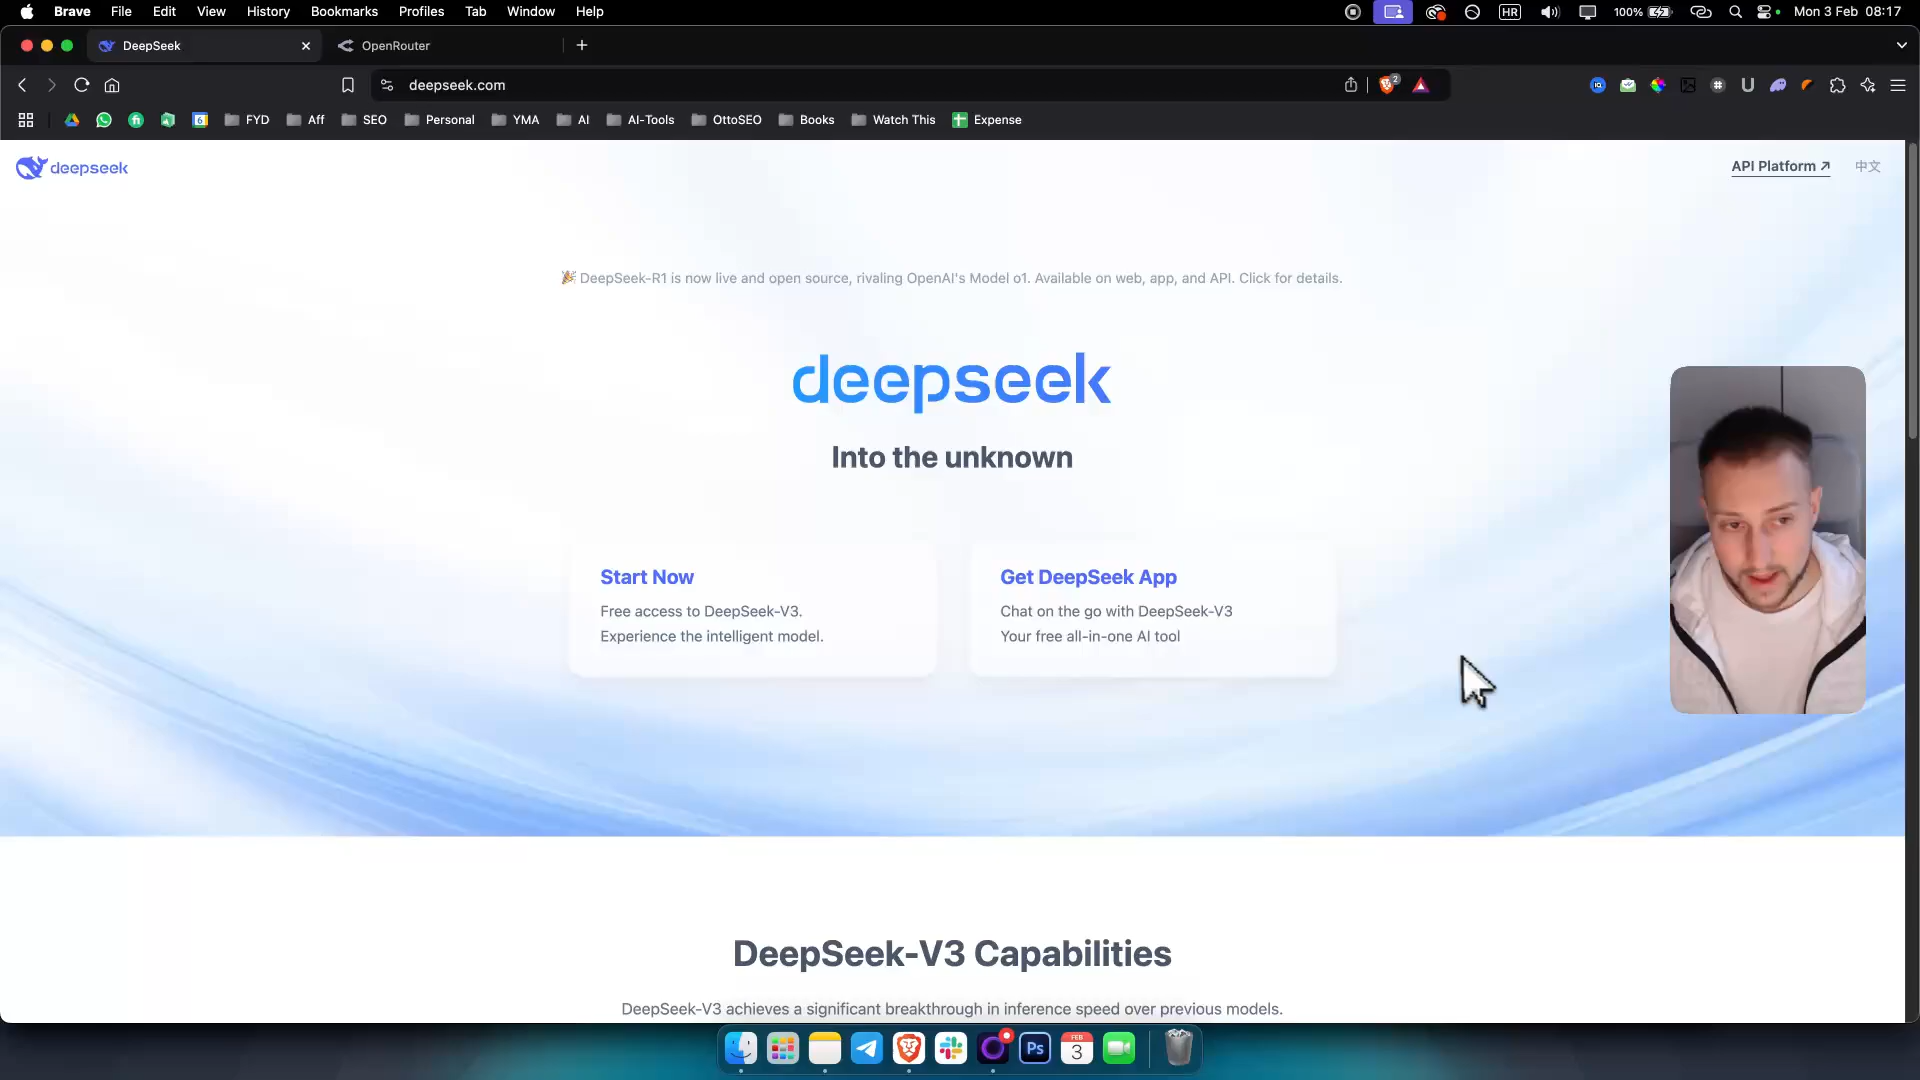 Brave File Edit View History Bookmarks Profiles Tab Window Help HR 100% Mon 3 Feb 08:17
DeepSeek OpenRouter
deepseek.com 2
FYD Aff SEO Personal YMA AI AI-Tools OttoSEO Books Watch This Expense
deepseek API Platform ↗ 中文
🎉 DeepSeek-R1 is now live and open source, rivaling OpenAI's Model o1. Available on web, app, and API. Click for details.
deepseek
Into the unknown
Start Now
Free access to DeepSeek-V3.
Experience the intelligent model.
Get DeepSeek App
Chat on the go with DeepSeek-V3
Your free all-in-one AI tool
DeepSeek-V3 Capabilities
DeepSeek-V3 achieves a significant breakthrough in inference speed over previous models.
Ps FEB 3